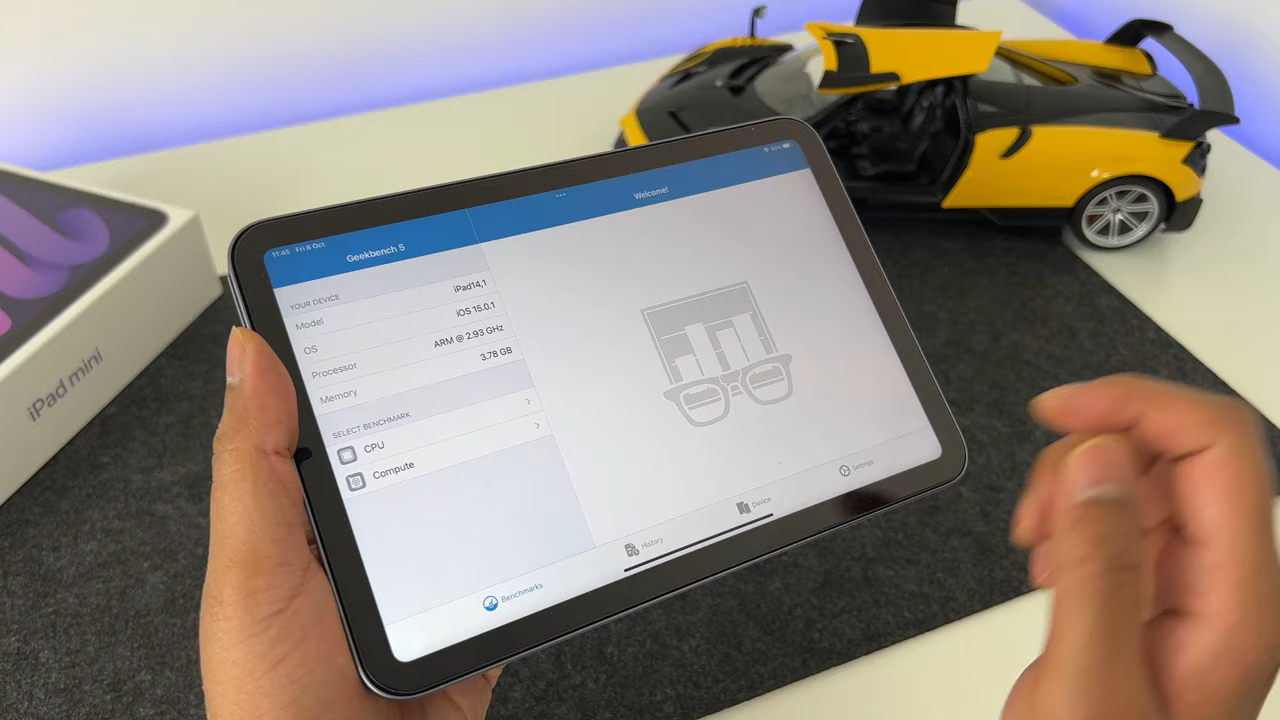 11:45 Fri 8 Oct
Geekbench 5
Welcome!
YOUR DEVICE
Model iPad14,1
OS iOS 15.0.1
Processor ARM @ 2.93 GHz
Memory 3.78 GB
SELECT BENCHMARK
CPU
Compute
Benchmarks
History
Device
Settings
iPad mini